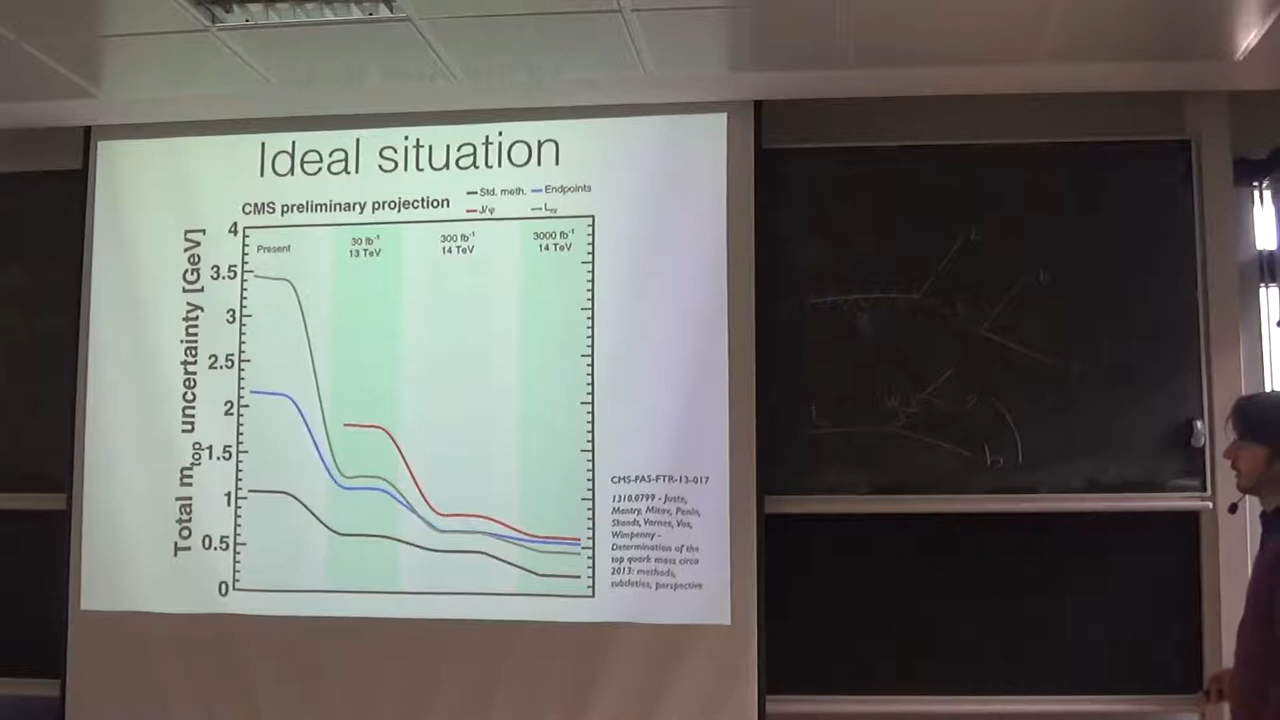 Ideal situation
CMS preliminary projection
Std. meth. Endpoints
J/ψ Lxy
Total mtop uncertainty [GeV]
4
3.5
3
2.5
2
1.5
1
0.5
0
Present
30 fb-1
13 TeV
300 fb-1
14 TeV
3000 fb-1
14 TeV
CMS-PAS-FTR-13-017
1310.0799 - Juste,
Mantry, Mitov, Penin,
Skands, Varnes, Vos,
Wimpenny -
Determination of the
top quark mass circa
2013: methods,
subtleties, perspective
t
W
b